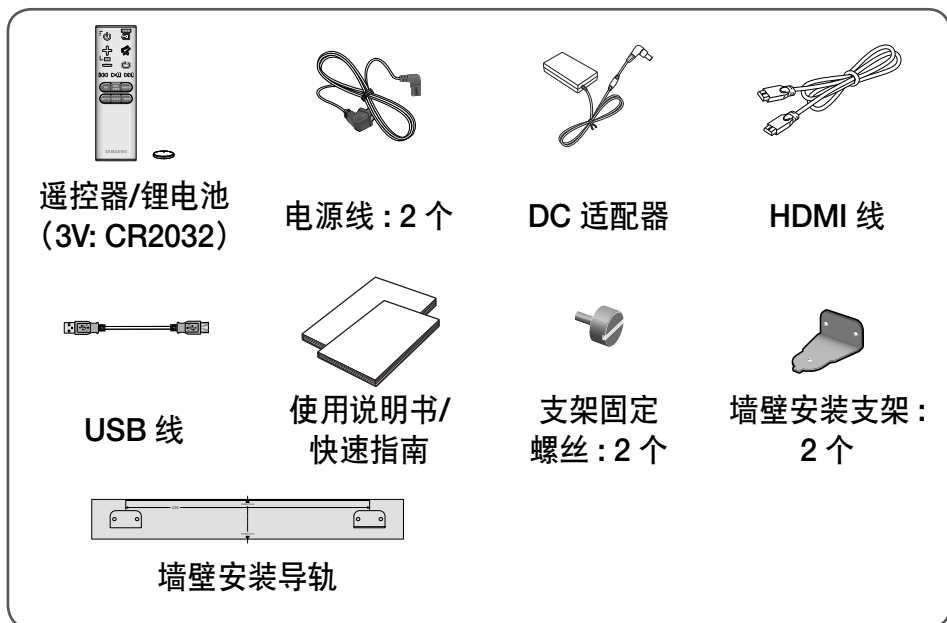 SAMSUNG
遥控器/锂电池
（3V: CR2032）
电源线 : 2 个
DC 适配器
HDMI 线
USB 线
使用说明书/
快速指南
支架固定
螺丝 : 2 个
墙壁安装支架 :
2 个
墙壁安装导轨